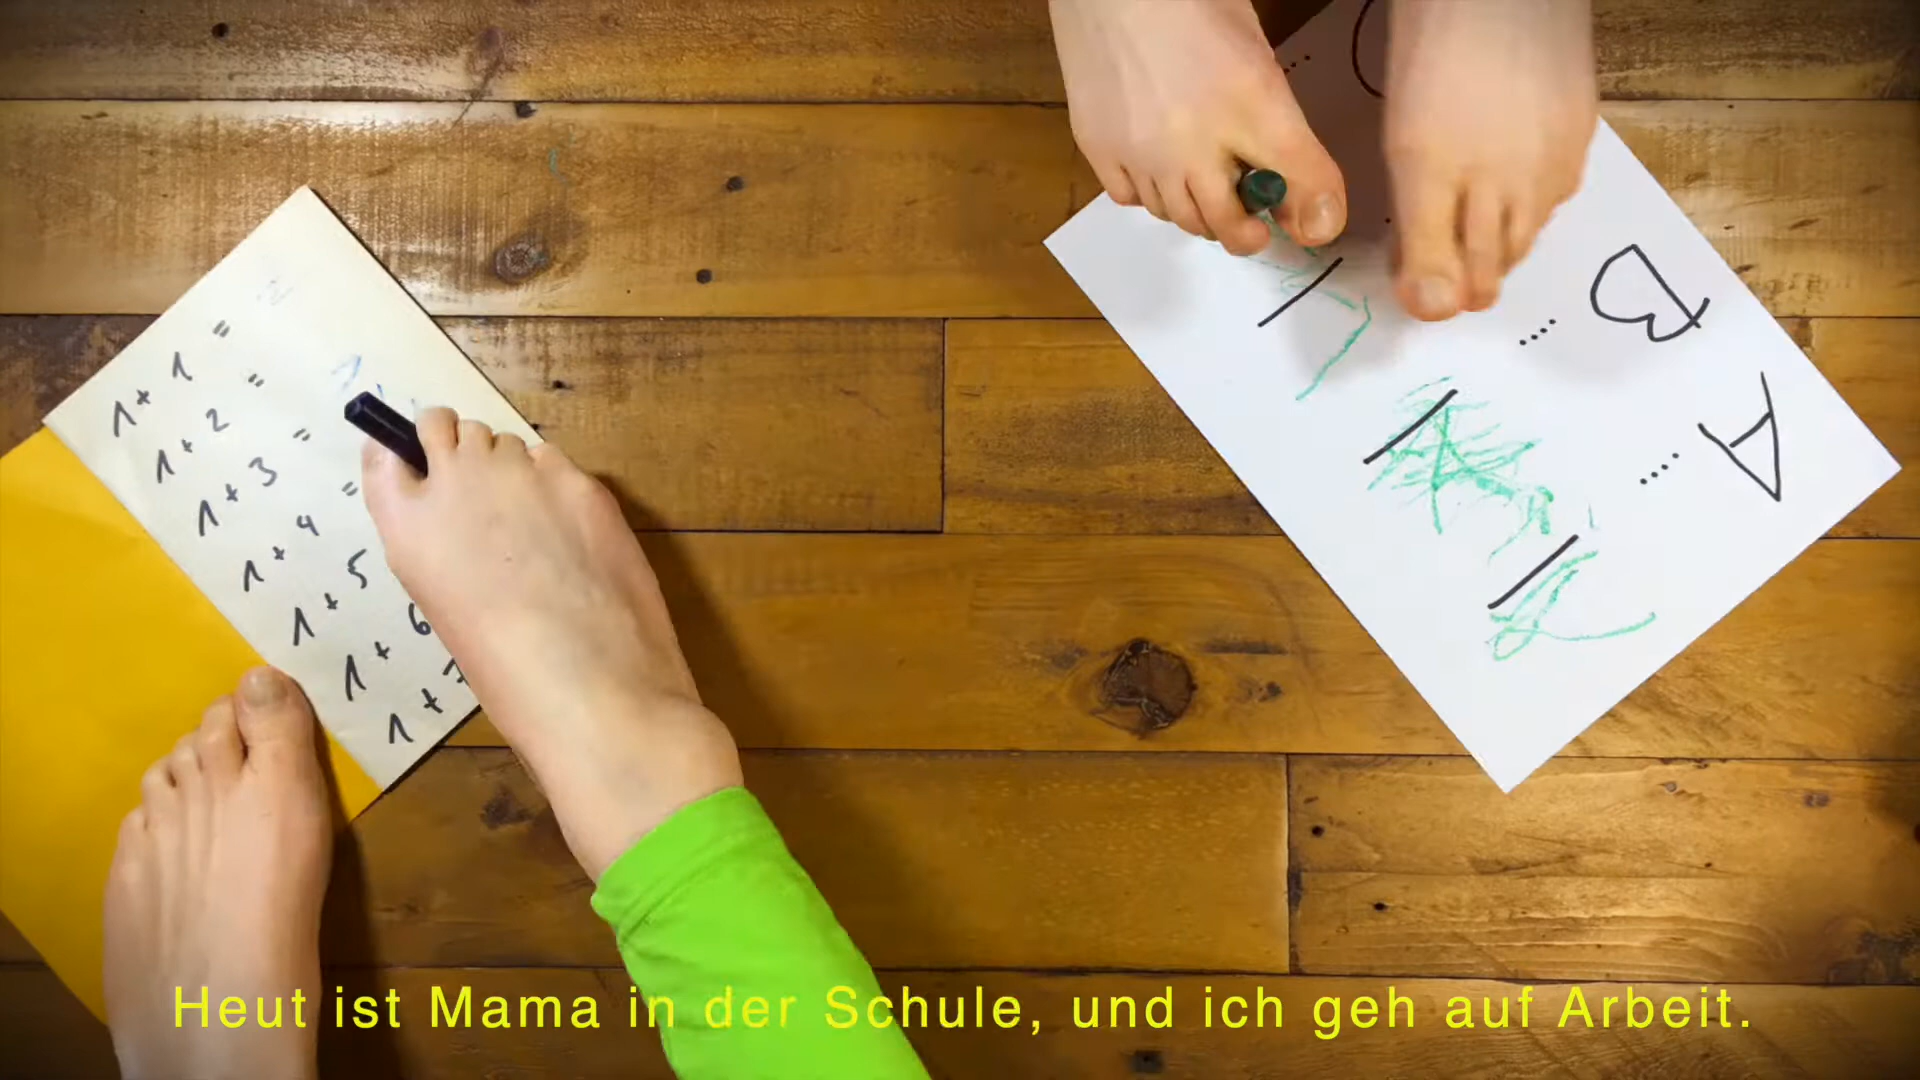 1 + 1 =
1 + 2 =
1 + 3 =
1 + 4 =
1 + 5
1 + 6
1 + 7
A ....
B ....
Heut ist Mama in der Schule, und ich geh auf Arbeit.